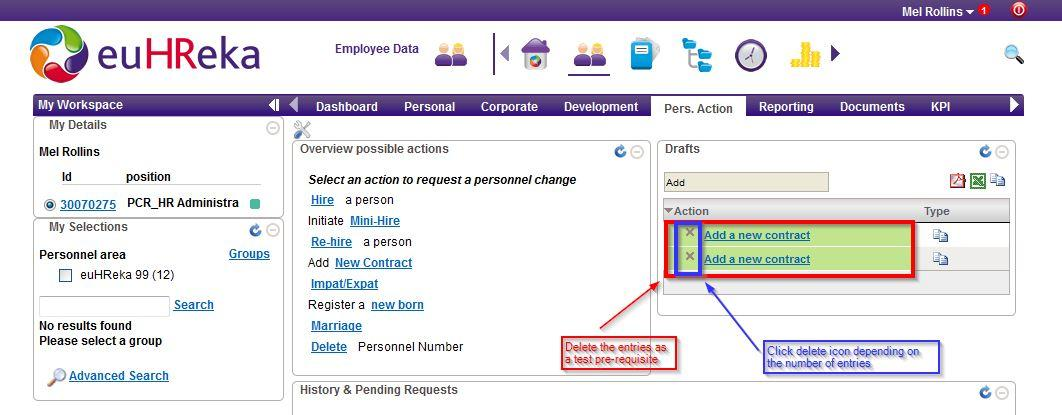 Mel Rollins 1
euHReka
Employee Data
My Workspace
Dashboard Personal Corporate Development Pers. Action Reporting Documents KPI
My Details
Mel Rollins
Id position
30070275 PCR_HR Administra
My Selections
Personnel area Groups
euHReka 99 (12)
Search
No results found
Please select a group
Advanced Search
Overview possible actions
Select an action to request a personnel change
Hire a person
Initiate Mini-Hire
Re-hire a person
Add New Contract
Impat/Expat
Register a new born
Marriage
Delete Personnel Number
Drafts
Add
Action Type
Add a new contract
Add a new contract
Delete the entries as
a test pre-requisite
Click delete icon depending on
the number of entries
History & Pending Requests